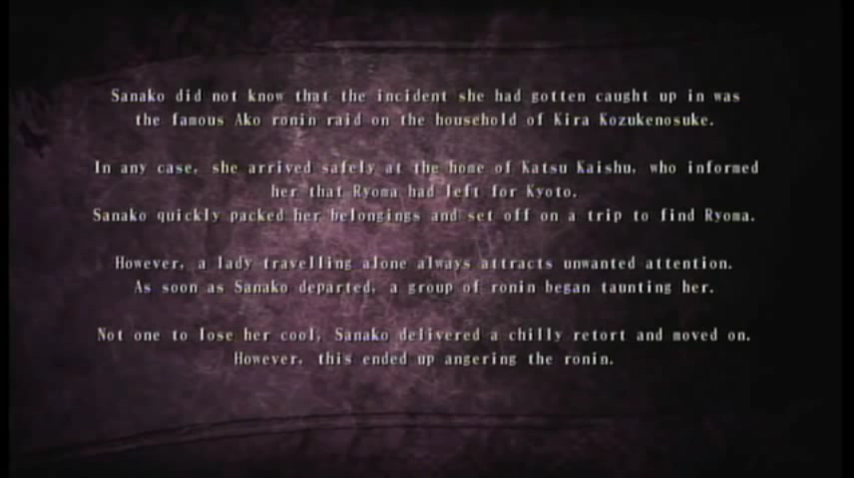 Sanako did not know that the incident she had gotten caught up in was
the famous Ako ronin raid on the household of Kira Kozukenosuke.
In any case, she arrived safely at the home of Katsu Kaishu, who informed
her that Ryoma had left for Kyoto.
Sanako quickly packed her belongings and set off on a trip to find Ryoma.
However, a lady travelling alone always attracts unwanted attention.
As soon as Sanako departed, a group of ronin began taunting her.
Not one to lose her cool, Sanako delivered a chilly retort and moved on.
However, this ended up angering the ronin.